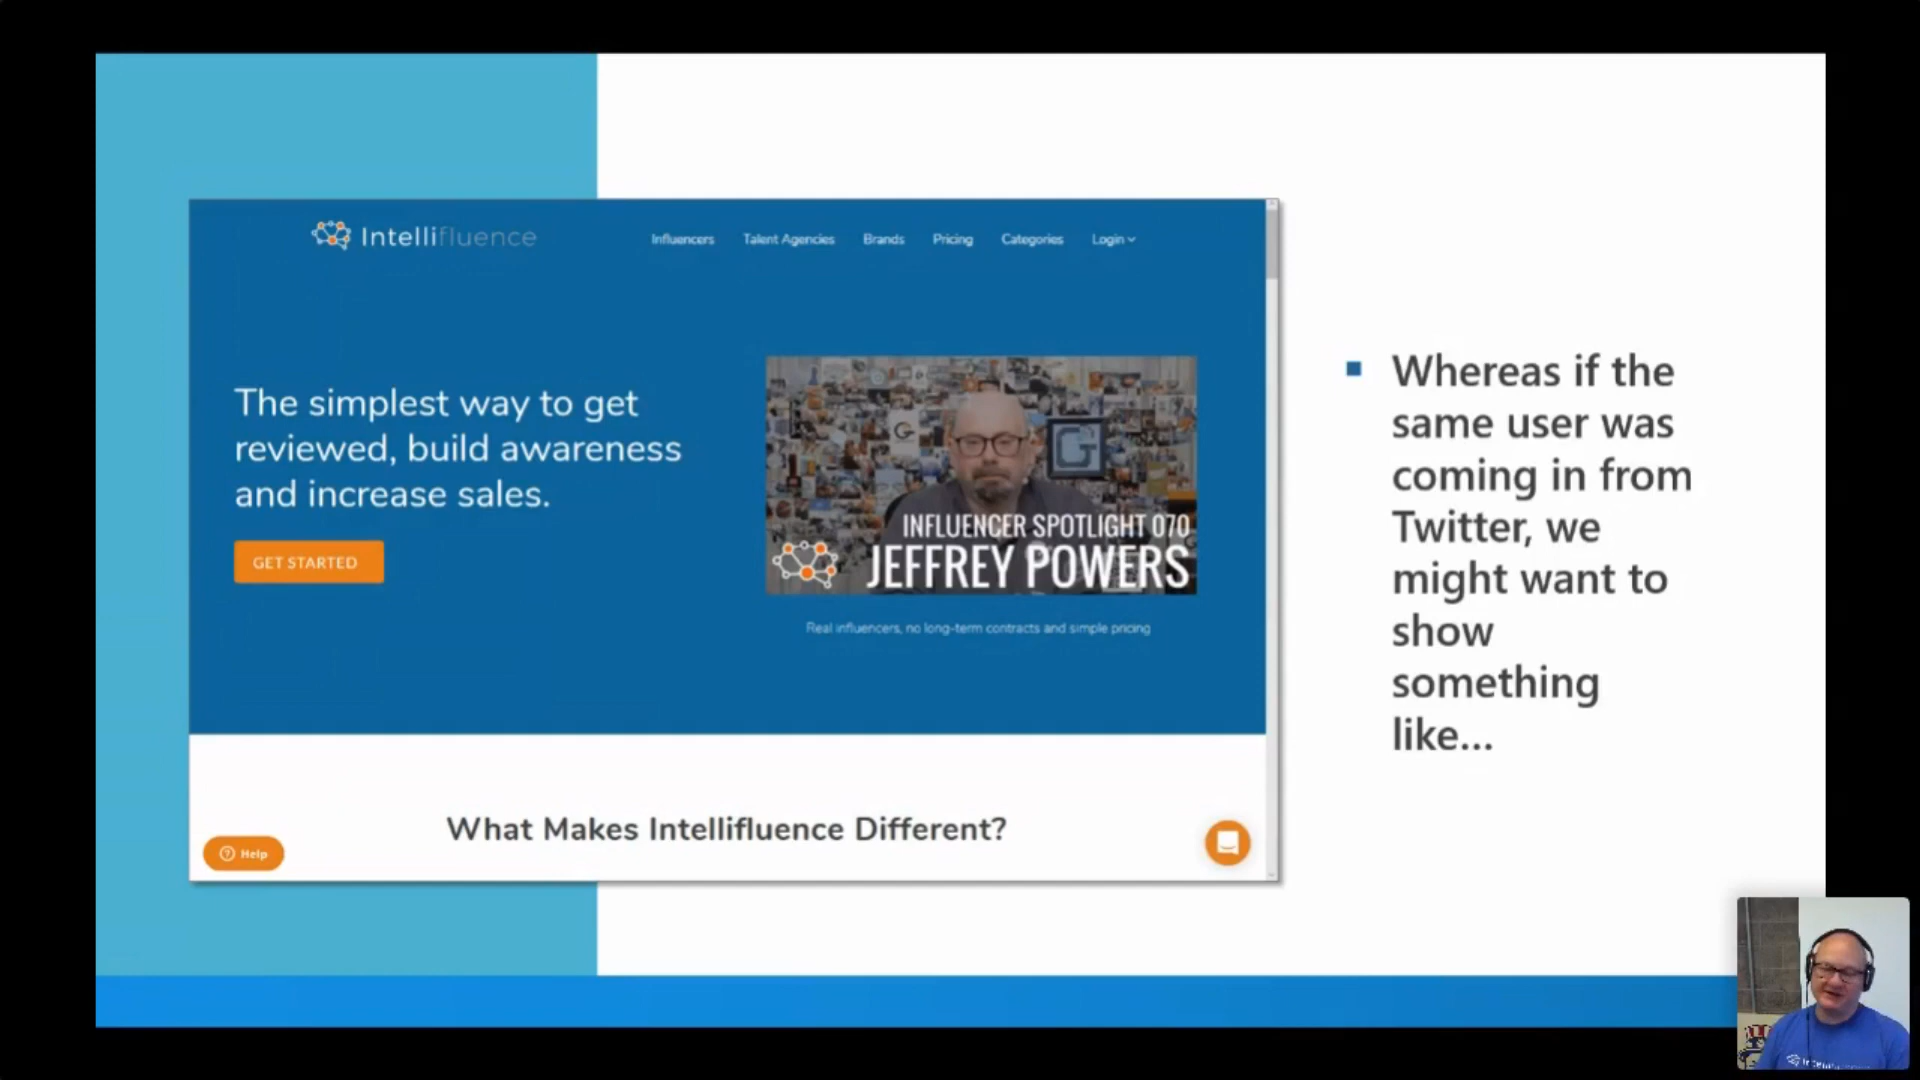 Intellifluence
Influencers Talent Agencies Brands Pricing Categories Login
The simplest way to get
reviewed, build awareness
and increase sales.
GET STARTED
G
G
INFLUENCER SPOTLIGHT 070
JEFFREY POWERS
Real influencers, no long-term contracts and simple pricing
What Makes Intellifluence Different?
Help
Whereas if the
same user was
coming in from
Twitter, we
might want to
show
something
like...